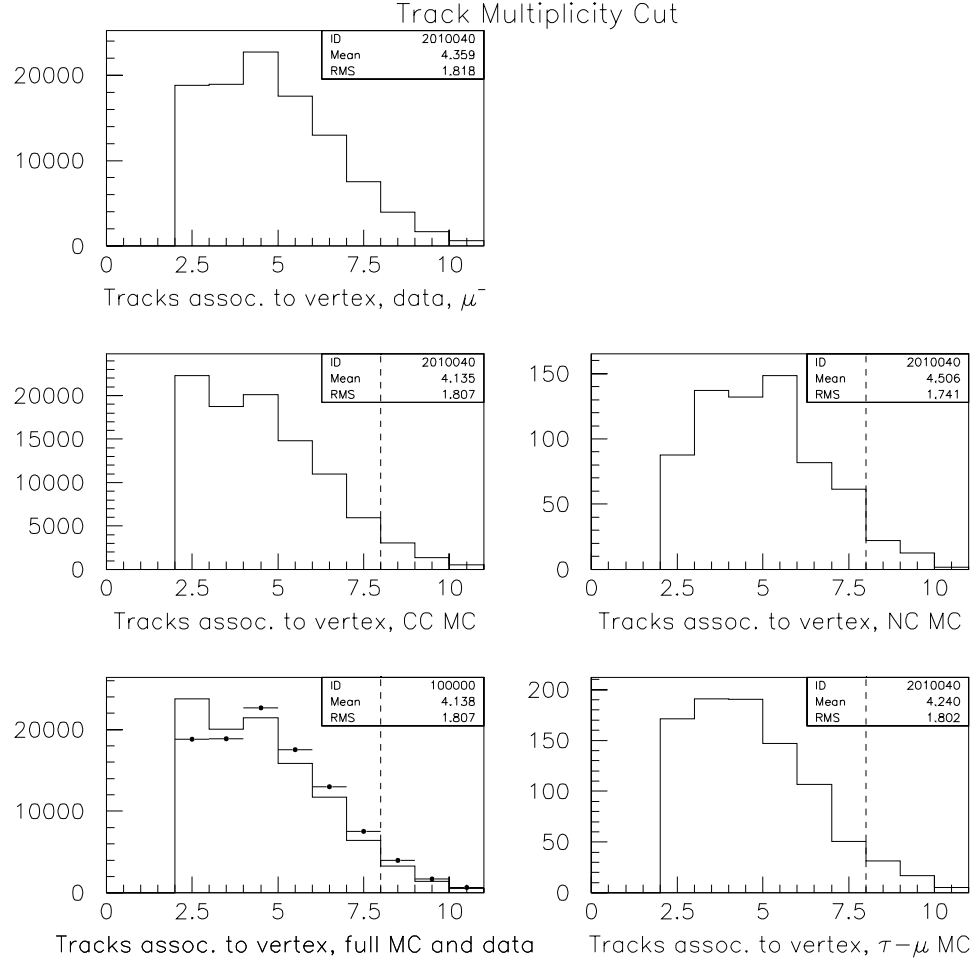 Track Multiplicity Cut
ID 2010040
Mean 4.359
RMS 1.818
20000
10000
0
0 2.5 5 7.5 10
Tracks assoc. to vertex, data, μ⁻
ID 2010040
Mean 4.135
RMS 1.807
20000
15000
10000
5000
0
0 2.5 5 7.5 10
Tracks assoc. to vertex, CC MC
ID 2010040
Mean 4.506
RMS 1.741
150
100
50
0
0 2.5 5 7.5 10
Tracks assoc. to vertex, NC MC
ID 100000
Mean 4.138
RMS 1.807
20000
10000
0
0 2.5 5 7.5 10
Tracks assoc. to vertex, full MC and data
ID 2010040
Mean 4.240
RMS 1.802
200
150
100
50
0
0 2.5 5 7.5 10
Tracks assoc. to vertex, τ−μ MC